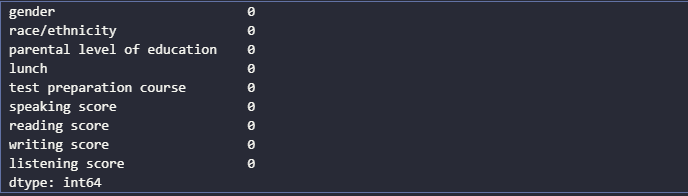 gender 0
race/ethnicity 0
parental level of education 0
lunch 0
test preparation course 0
speaking score 0
reading score 0
writing score 0
listening score 0
dtype: int64